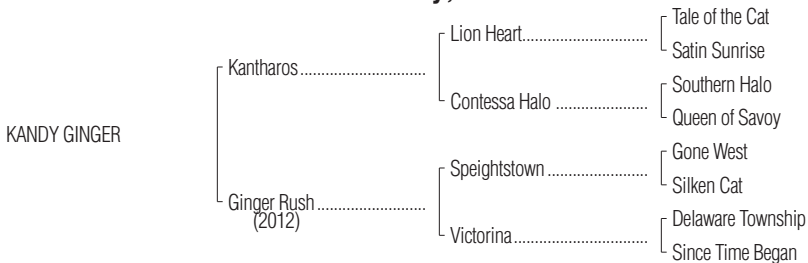 Tale of the Cat
Lion Heart..............................
Satin Sunrise
Kantharos..............................
Southern Halo
Contessa Halo ......................
Queen of Savoy
KANDY GINGER
Gone West
Speightstown ........................
Silken Cat
Ginger Rush..........................
(2012)
Delaware Township
Victorina................................
Since Time Began